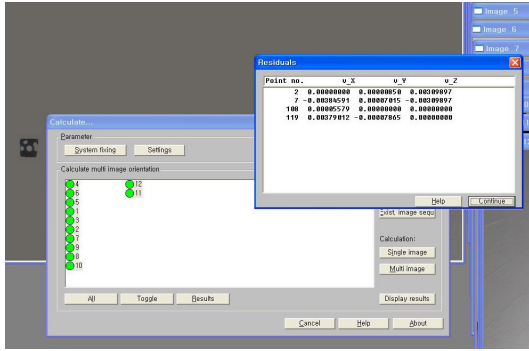 Image 5
Image 6
Image 7
Residuals
Point no. v_X v_Y v_Z
2 0.00000000 0.00000850 0.00309897
7 -0.00384591 0.00007015 -0.00309897
108 0.00005579 0.00000000 0.00000000
119 0.00379012 -0.00007865 0.00000000
Help
Continue
Calculate...
Parameter
System fixing
Settings
Calculate multi image orientation
4
12
6
11
5
1
3
2
7
9
8
10
Exist. image sequ
Calculation:
Single image
Multi image
All
Toggle
Results
Display results
Cancel
Help
About